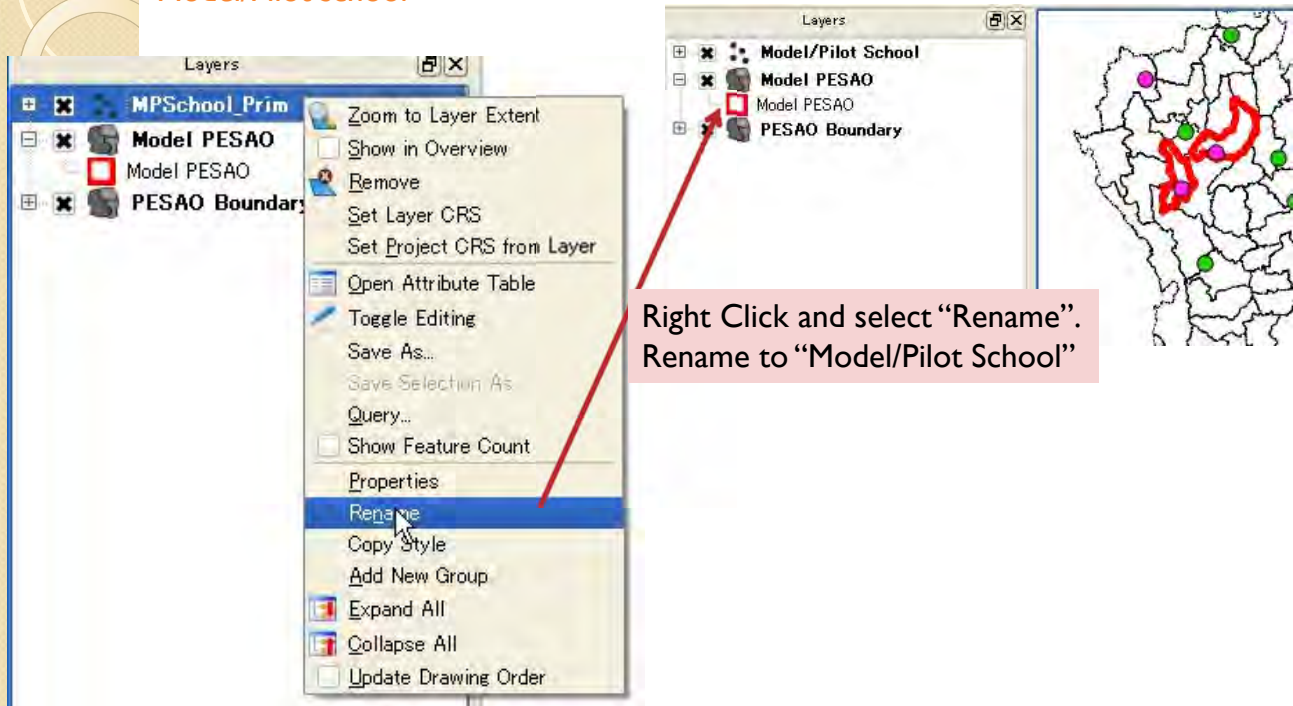 Model/Pilot school
Layers
MPSchool_Prim
Model PESAO
Model PESAO
PESAO Boundary
Zoom to Layer Extent
Show in Overview
Remove
Set Layer CRS
Set Project CRS from Layer
Open Attribute Table
Toggle Editing
Save As...
Save Selection As
Query...
Show Feature Count
Properties
Rename
Copy Style
Add New Group
Expand All
Collapse All
Update Drawing Order
Layers
Model/Pilot School
Model PESAO
Model PESAO
PESAO Boundary
Right Click and select “Rename”.
Rename to “Model/Pilot School”